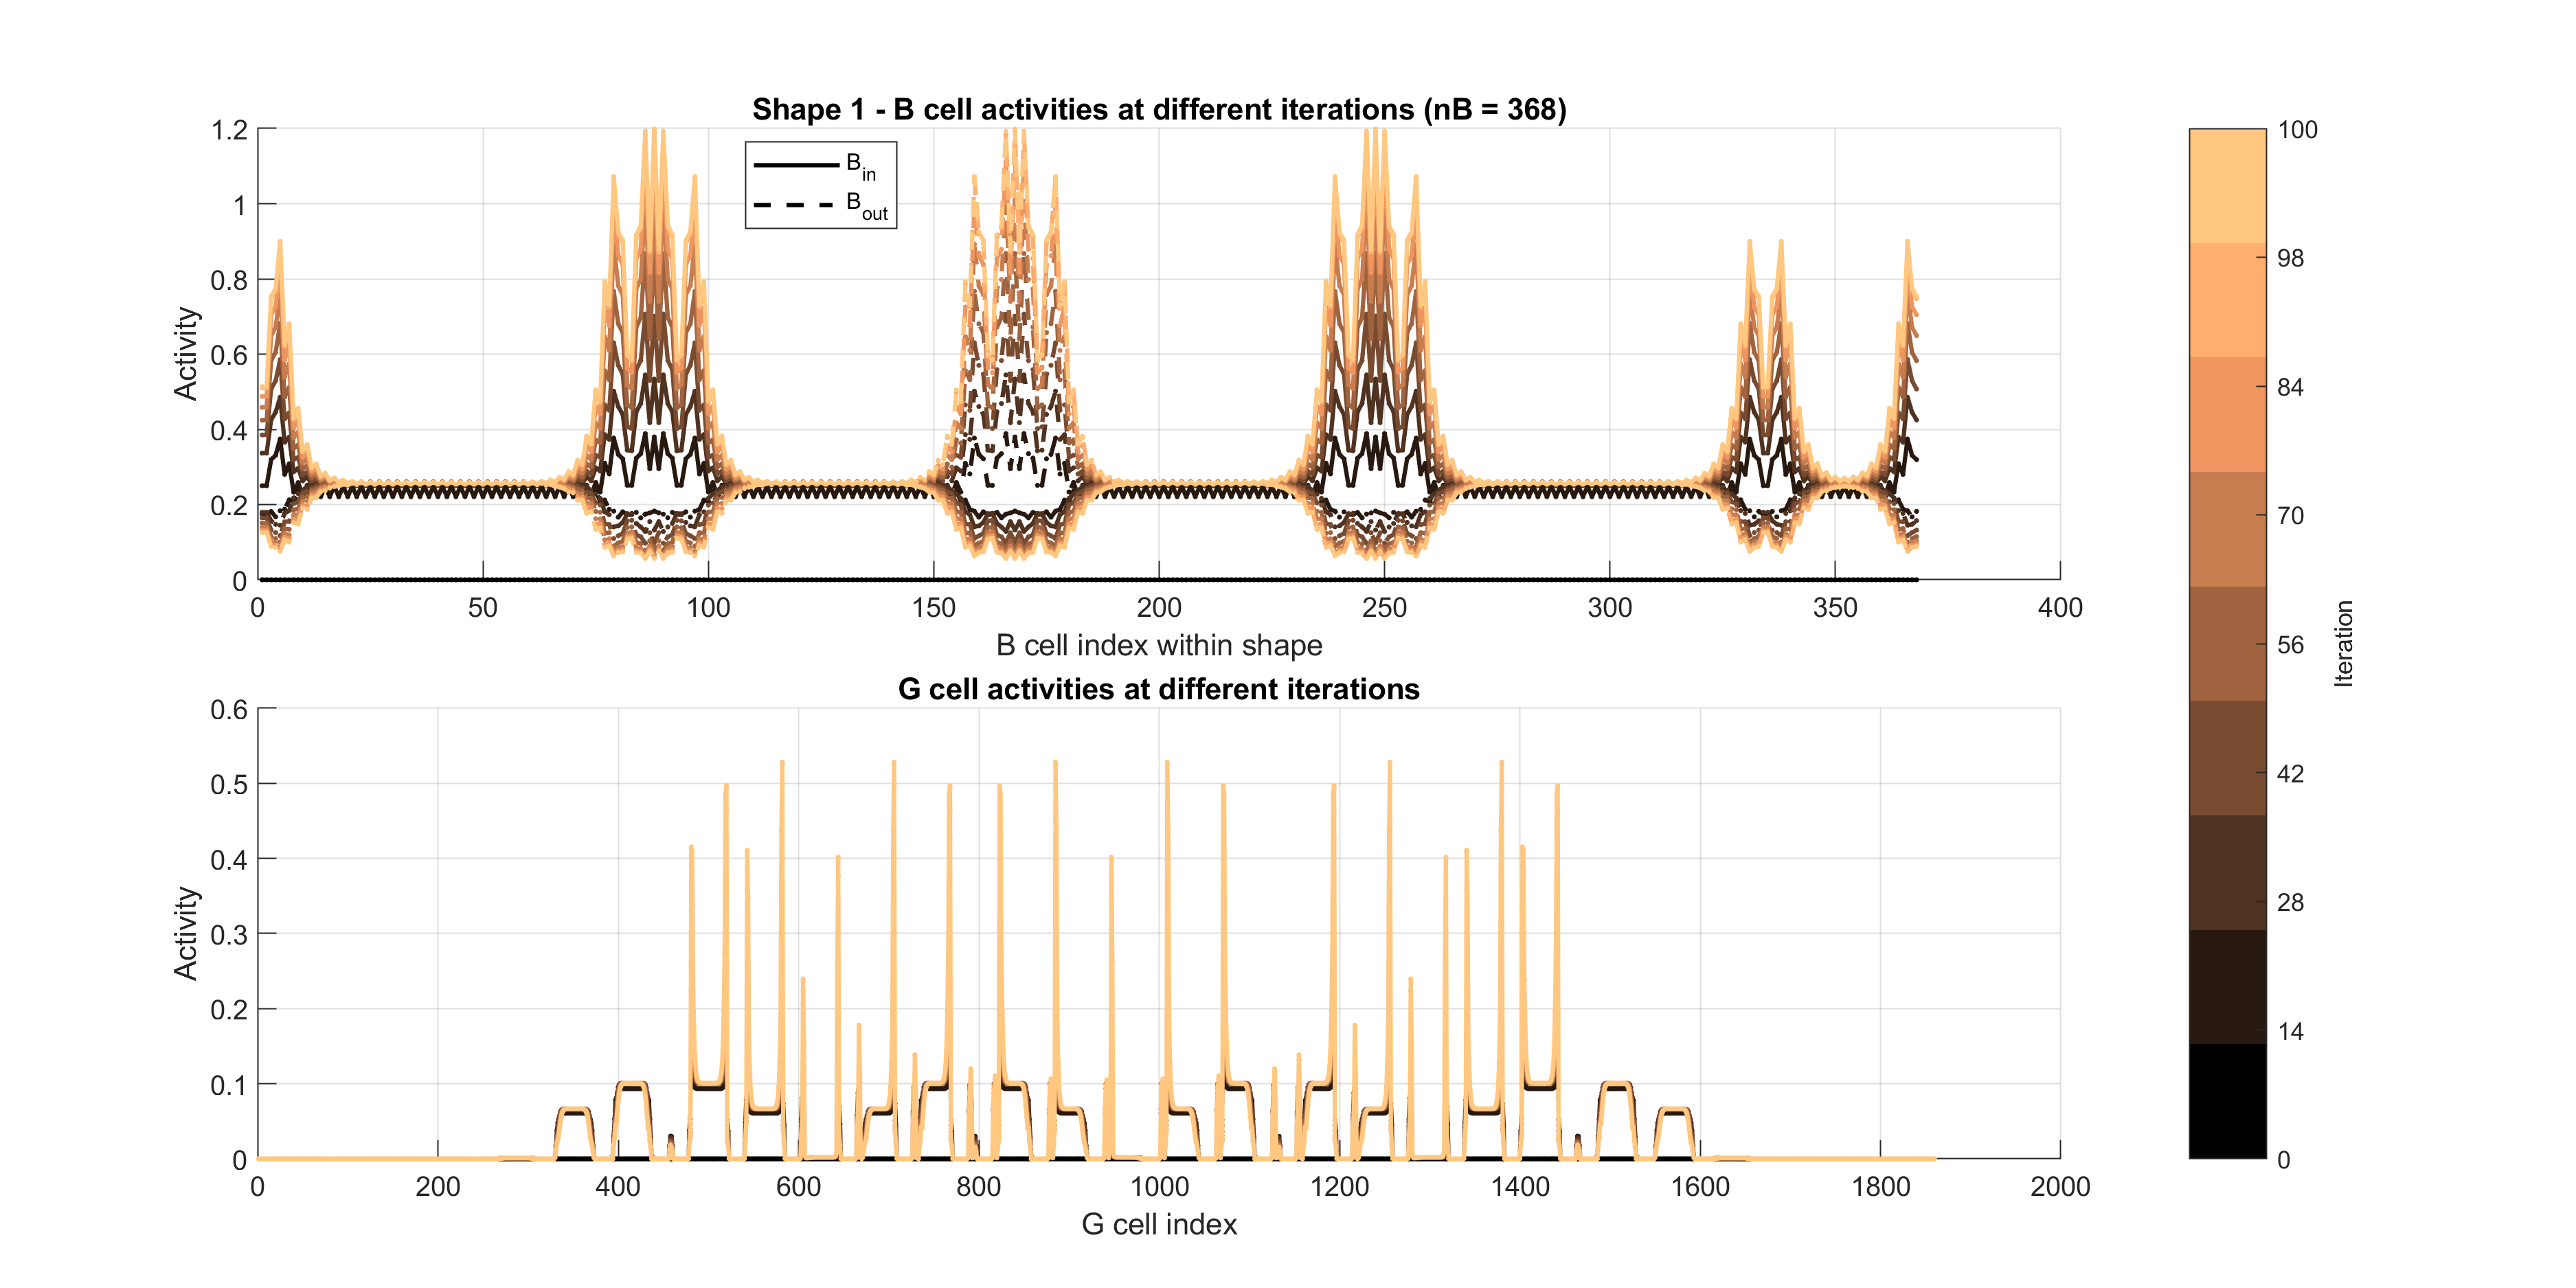 Shape 1 - B cell activities at different iterations (nB = 368)
1.2
1
0.8
0.6
0.4
0.2
0
Activity
B_in
B_out
0 50 100 150 200 250 300 350 400
B cell index within shape
G cell activities at different iterations
0.6
0.5
0.4
0.3
0.2
0.1
0
Activity
0 200 400 600 800 1000 1200 1400 1600 1800 2000
G cell index
100
98
84
70
56
42
28
14
0
Iteration